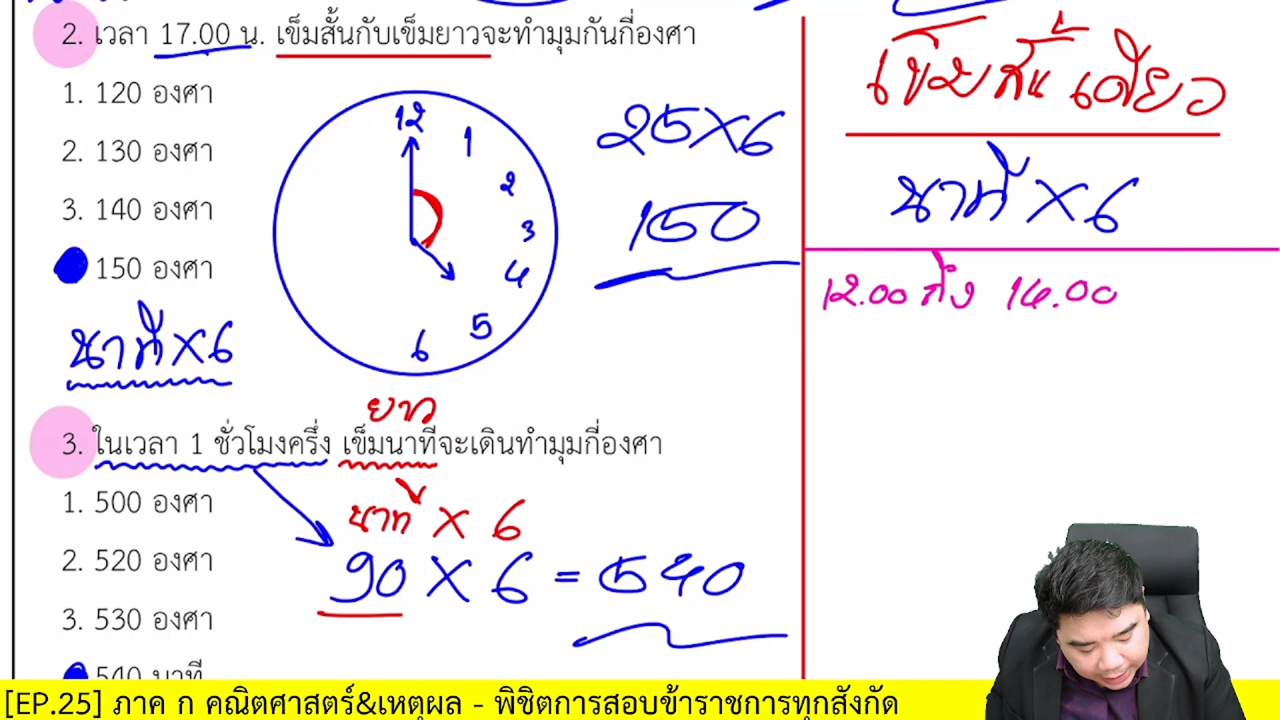 2. เวลา 17.00 น. เข็มสั้นกับเข็มยาวจะทำมุมกันกี่องศา
1. 120 องศา
2. 130 องศา
3. 140 องศา
150 องศา
12
1
2
3
4
5
6
25×6
150
นาที×6
ยาว
3. ในเวลา 1 ชั่วโมงครึ่ง เข็มนาทีจะเดินทำมุมกี่องศา
1. 500 องศา
2. 520 องศา
3. 530 องศา
540 นาที
นาที × 6
90 × 6 = 540
เข็มสั้น เดียว
นาที × 6
12.00 ถึง 16.00
[EP.25] ภาค ก คณิตศาสตร์&เหตุผล - พิชิตการสอบข้าราชการทุกสังกัด